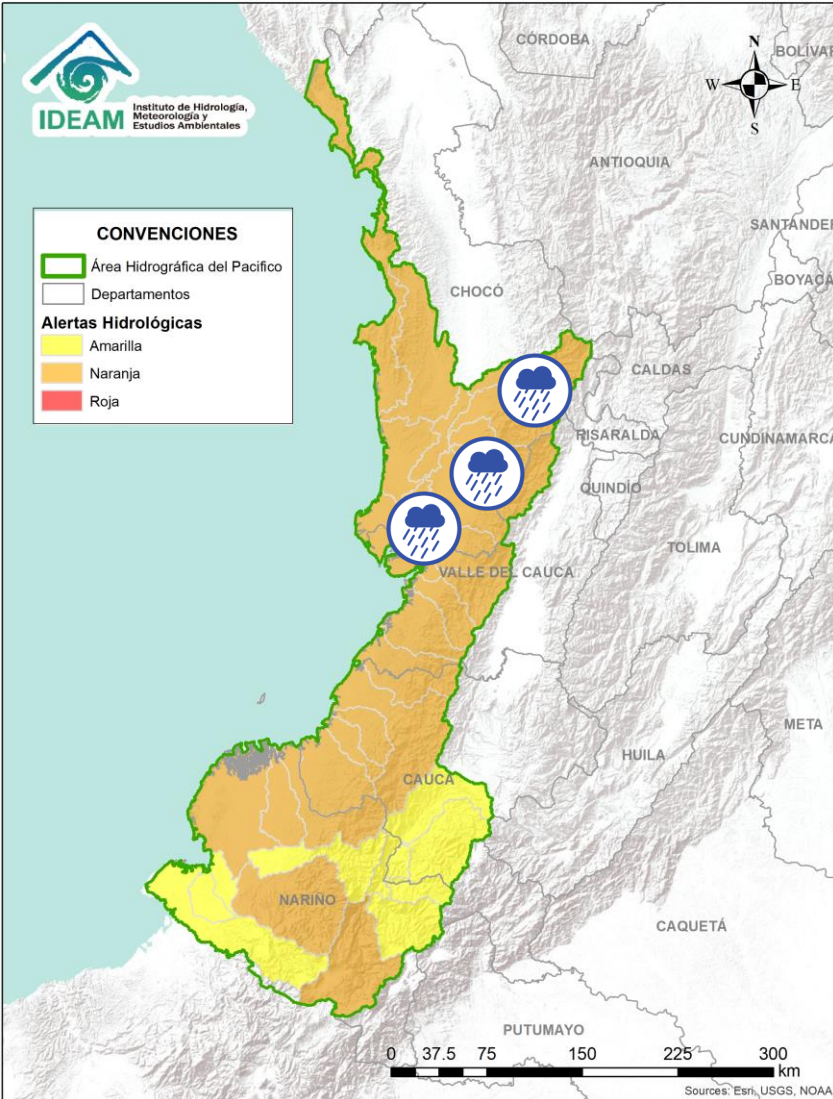 IDEAM
Instituto de Hidrología,
Meteorología y
Estudios Ambientales
CONVENCIONES
Área Hidrográfica del Pacifico
Departamentos
Alertas Hidrológicas
Amarilla
Naranja
Roja
N
W
E
S
CÓRDOBA
BOLÍVAR
ANTIOQUIA
SANTANDER
BOYACÁ
CHOCÓ
CALDAS
RISARALDA
CUNDINAMARCA
QUINDÍO
TOLIMA
VALLE DEL CAUCA
META
HUILA
CAUCA
NARIÑO
CAQUETÁ
PUTUMAYO
0 37.5 75 150 225 300
km
Sources: Esri, USGS, NOAA